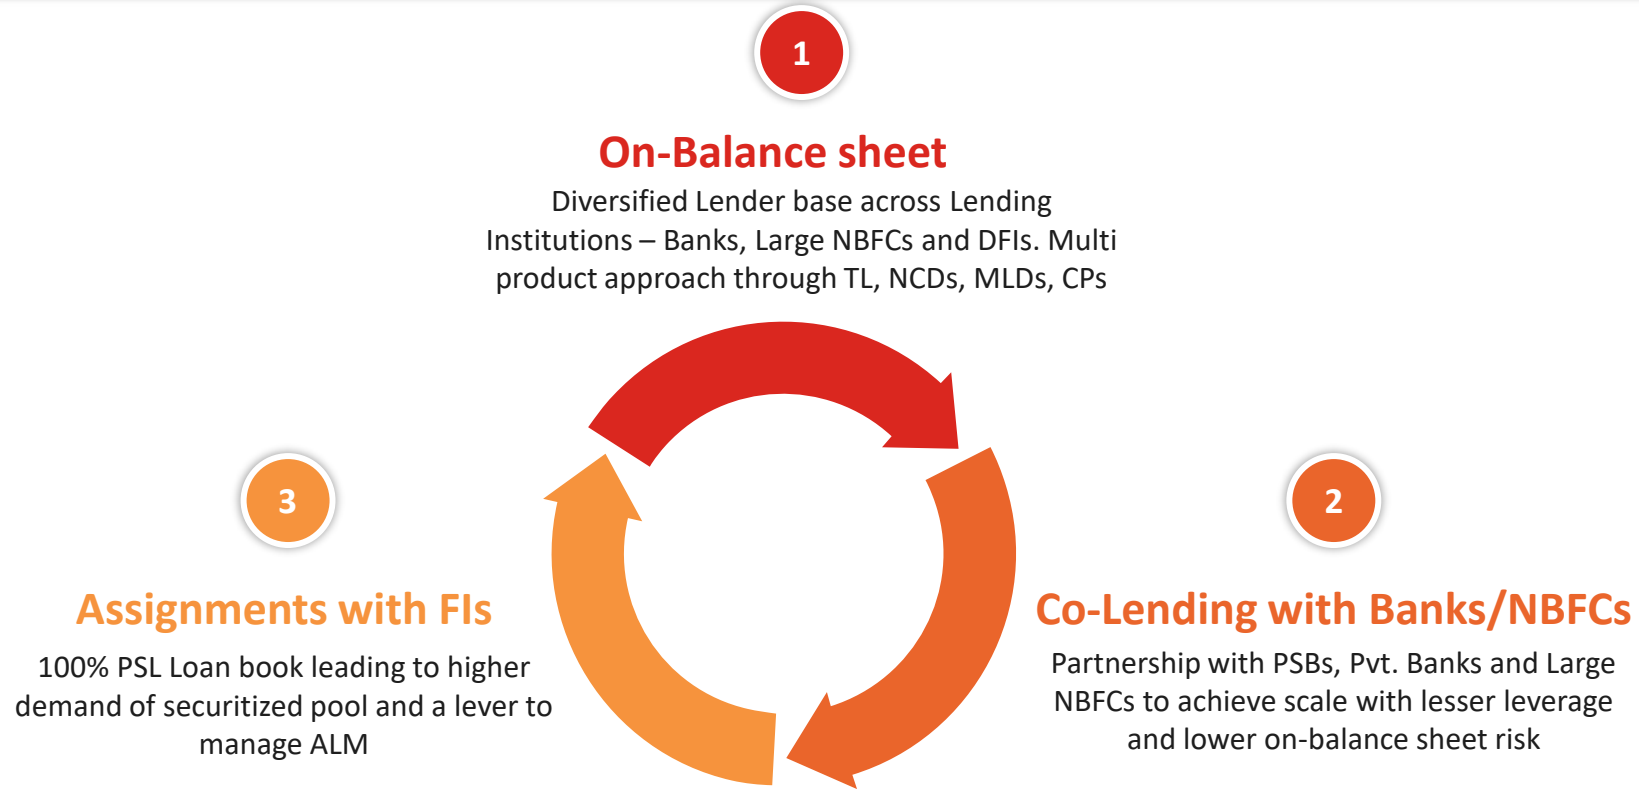 1
On-Balance sheet
Diversified Lender base across Lending
Institutions – Banks, Large NBFCs and DFIs. Multi
product approach through TL, NCDs, MLDs, CPs
2
Co-Lending with Banks/NBFCs
Partnership with PSBs, Pvt. Banks and Large
NBFCs to achieve scale with lesser leverage
and lower on-balance sheet risk
3
Assignments with FIs
100% PSL Loan book leading to higher
demand of securitized pool and a lever to
manage ALM